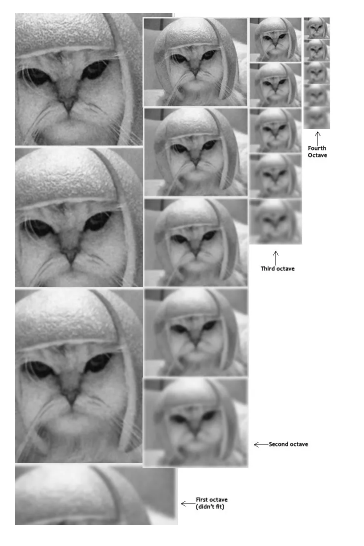 Fourth
Octave
Third octave
Second octave
First octave
(didn't fit)